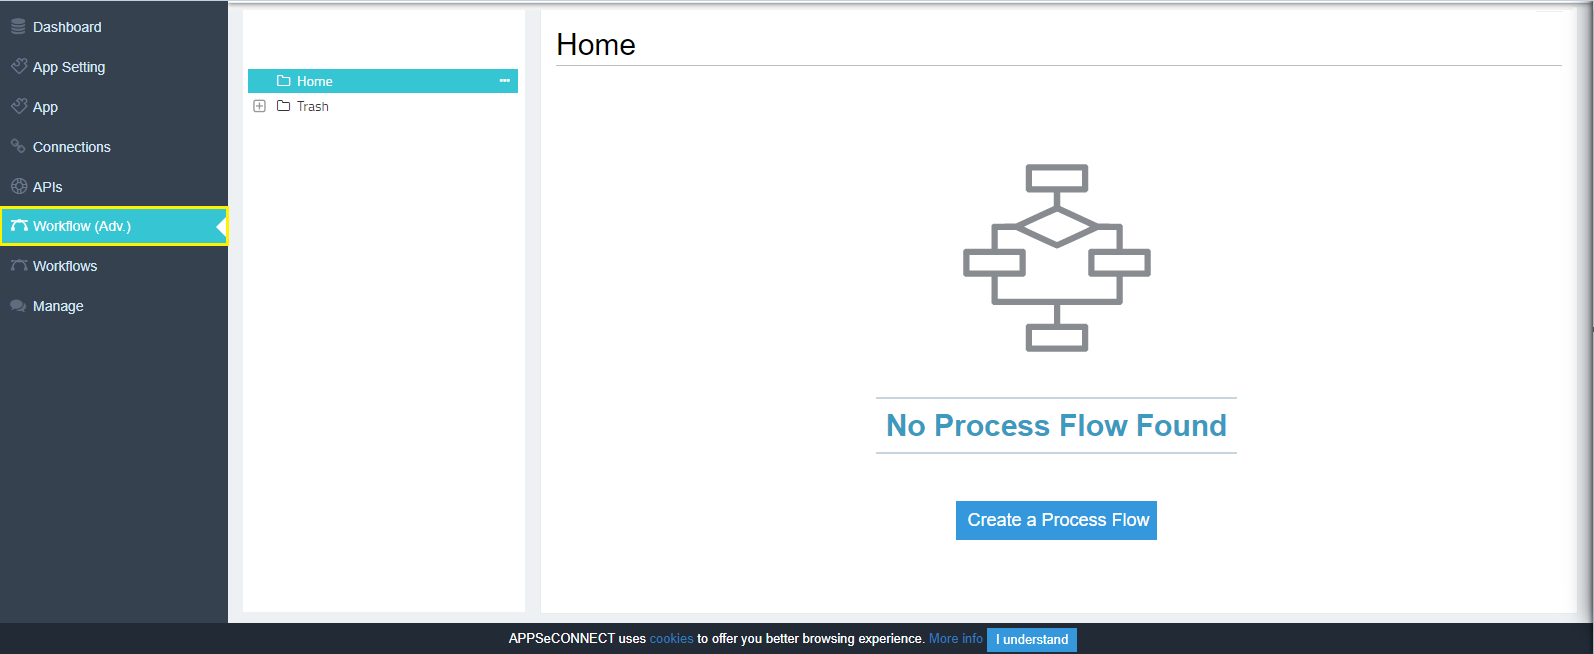 Dashboard
App Setting
App
Connections
APIs
Workflow (Adv.)
Workflows
Manage
Home
Trash
Home
No Process Flow Found
Create a Process Flow
APPSeCONNECT uses cookies to offer you better browsing experience. More info I understand